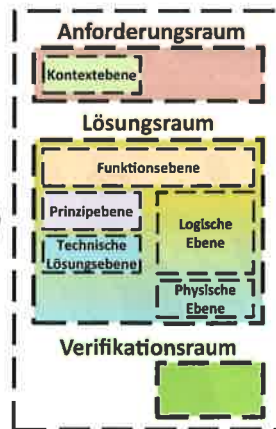 Anforderungsraum
Kontextebene
Lösungsraum
Funktionsebene
Prinzipebene
Technische
Lösungsebene
Logische
Ebene
Physische
Ebene
Verifikationsraum